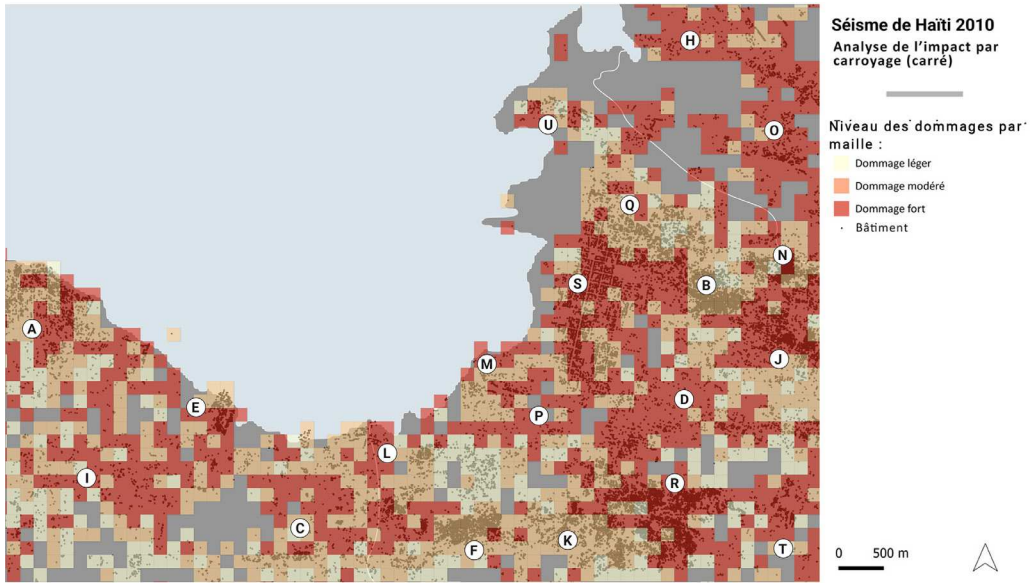 Séisme de Haïti 2010
Analyse de l'impact par
carroyage (carré)
Niveau des dommages par
maille :
Dommage léger
Dommage modéré
Dommage fort
Bâtiment
0 500 m
H
U
O
Q
N
S
B
A
M
J
E
D
P
L
I
R
C
K
F
T